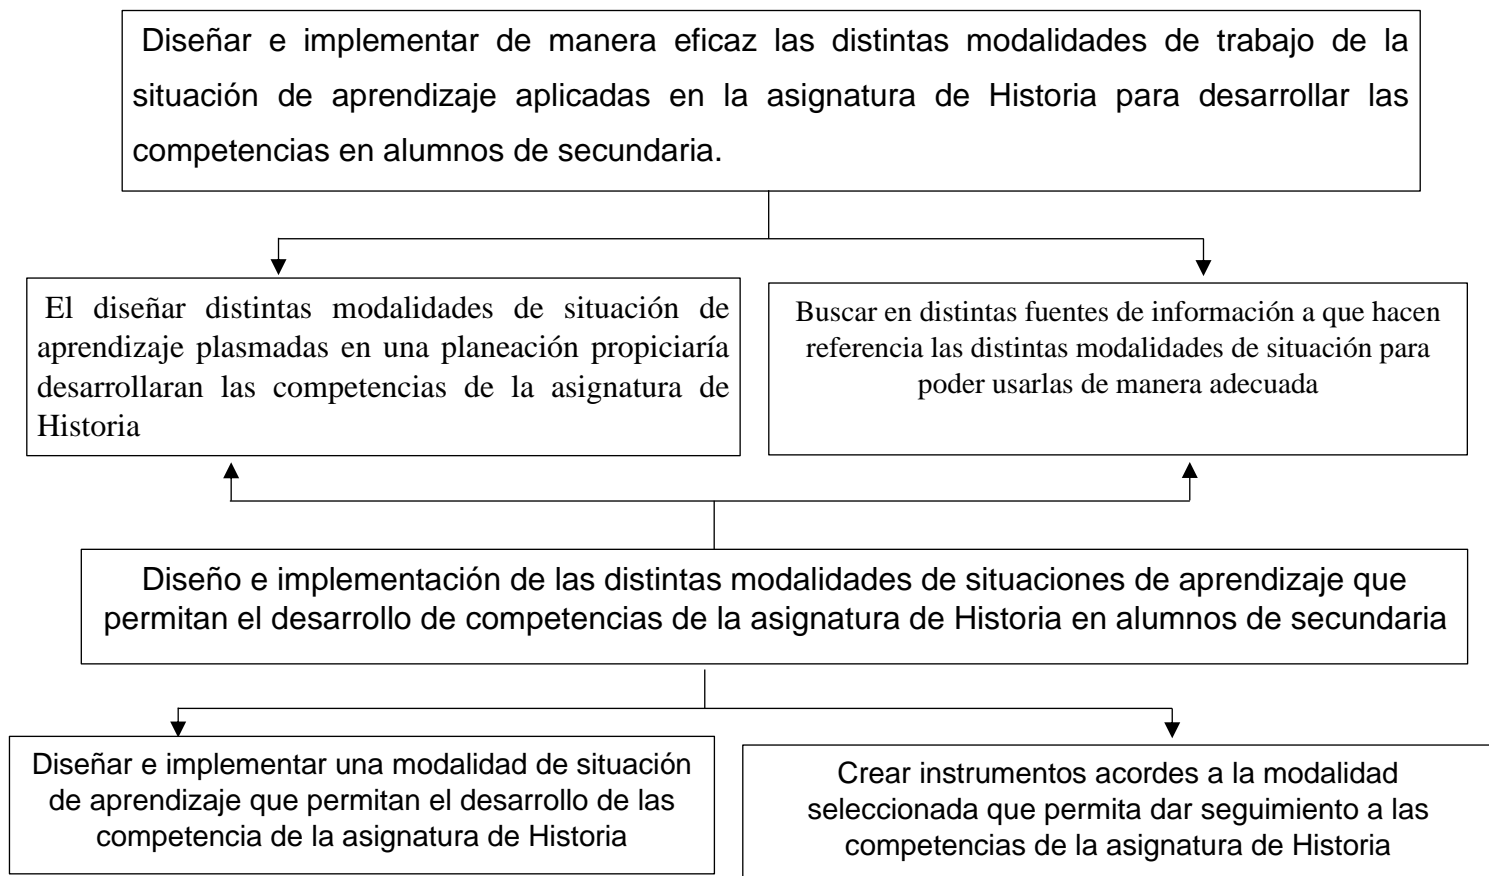 Diseñar e implementar de manera eficaz las distintas modalidades de trabajo de la
situación de aprendizaje aplicadas en la asignatura de Historia para desarrollar las
competencias en alumnos de secundaria.
El diseñar distintas modalidades de situación de
aprendizaje plasmadas en una planeación propiciaría
desarrollaran las competencias de la asignatura de
Historia
Buscar en distintas fuentes de información a que hacen
referencia las distintas modalidades de situación para
poder usarlas de manera adecuada
Diseño e implementación de las distintas modalidades de situaciones de aprendizaje que
permitan el desarrollo de competencias de la asignatura de Historia en alumnos de secundaria
Diseñar e implementar una modalidad de situación
de aprendizaje que permitan el desarrollo de las
competencia de la asignatura de Historia
Crear instrumentos acordes a la modalidad
seleccionada que permita dar seguimiento a las
competencias de la asignatura de Historia